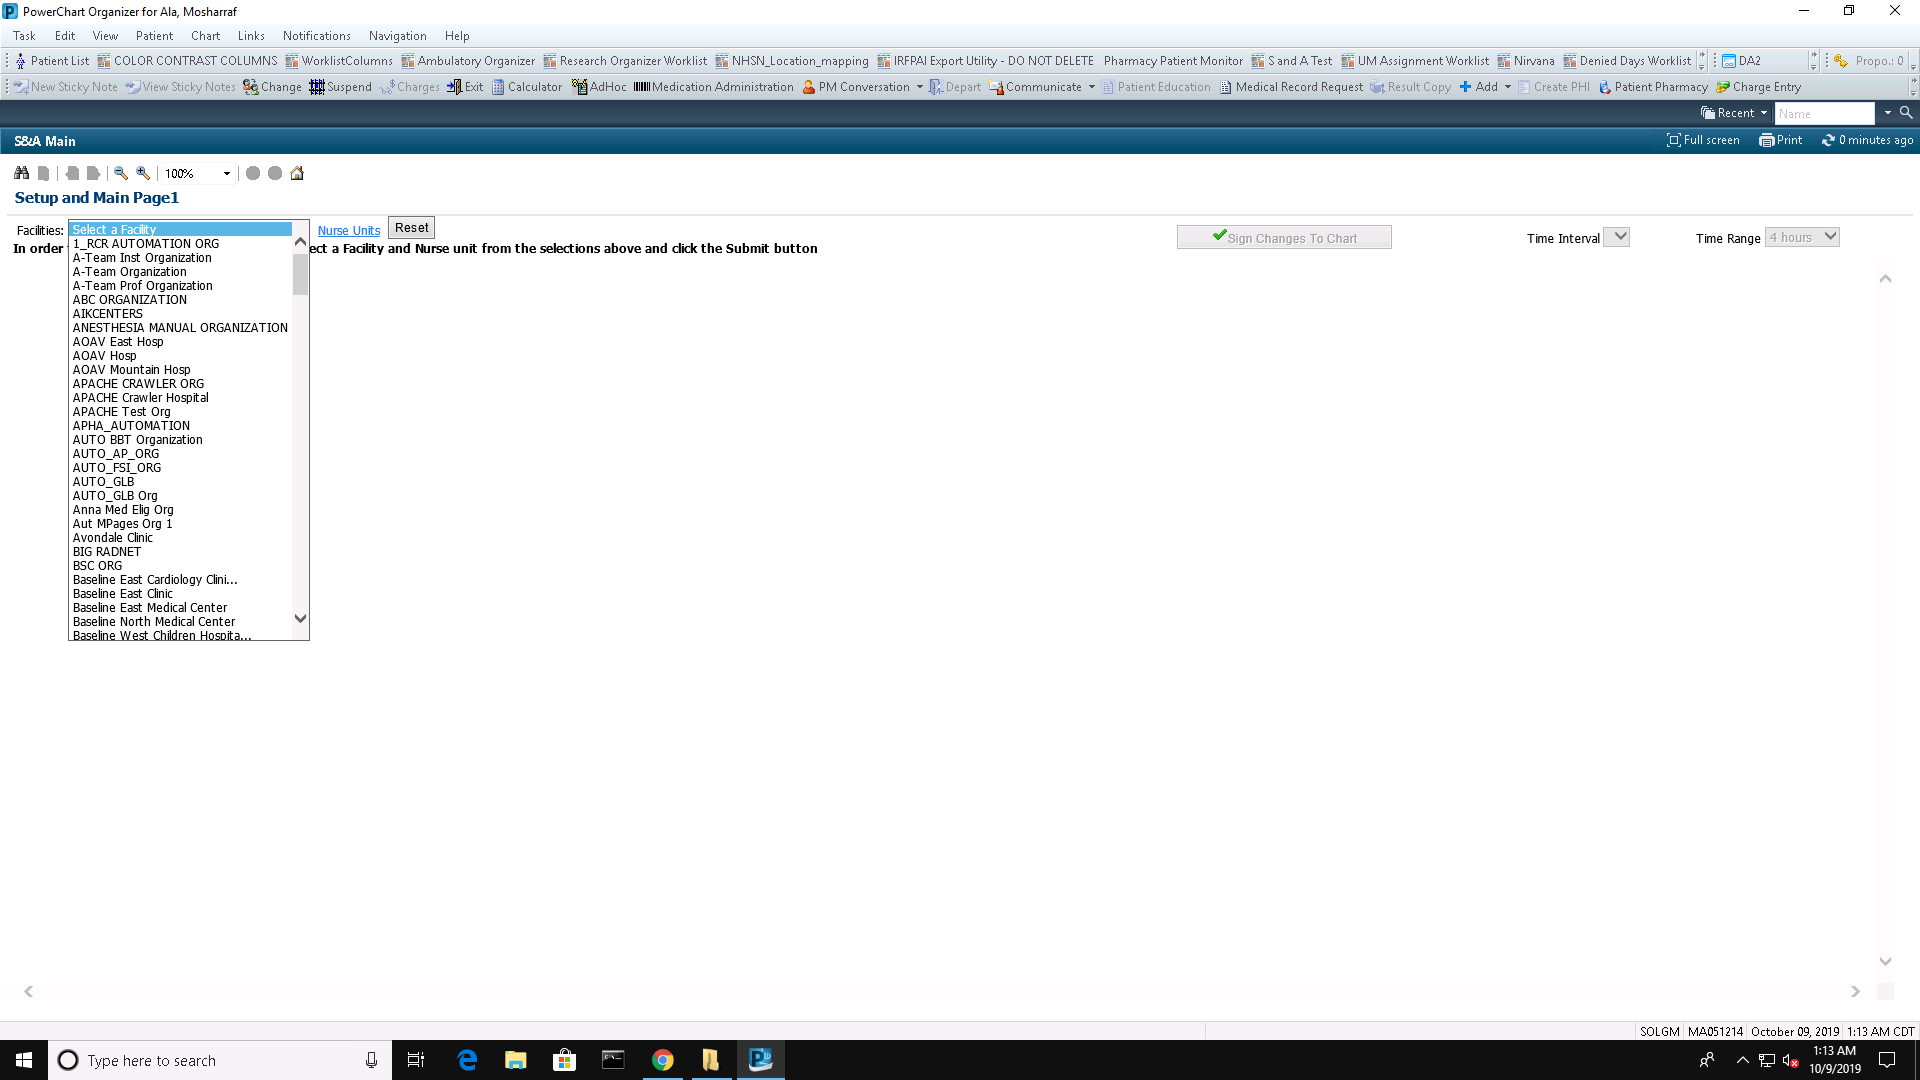 PowerChart Organizer for Ala, Mosharraf
Task Edit View Patient Chart Links Notifications Navigation Help
Patient List COLOR CONTRAST COLUMNS WorklistColumns Ambulatory Organizer Research Organizer Worklist NHSN_Location_mapping IRFPAI Export Utility - DO NOT DELETE Pharmacy Patient Monitor S and A Test UM Assignment Worklist Nirvana Denied Days Worklist DA2 Propo.: 0
New Sticky Note View Sticky Notes Change Suspend Charges Exit Calculator AdHoc Medication Administration PM Conversation Depart Communicate Patient Education Medical Record Request Result Copy Add Create PHI Patient Pharmacy Charge Entry
Recent Name
S&A Main Full screen Print 0 minutes ago
100%
Setup and Main Page1
Facilities: Select a Facility Nurse Units Reset
In order ect a Facility and Nurse unit from the selections above and click the Submit button
Sign Changes To Chart Time Interval Time Range 4 hours
1_RCR AUTOMATION ORG
A-Team Inst Organization
A-Team Organization
A-Team Prof Organization
ABC ORGANIZATION
AIKCENTERS
ANESTHESIA MANUAL ORGANIZATION
AOAV East Hosp
AOAV Hosp
AOAV Mountain Hosp
APACHE CRAWLER ORG
APACHE Crawler Hospital
APACHE Test Org
APHA_AUTOMATION
AUTO BBT Organization
AUTO_AP_ORG
AUTO_FSI_ORG
AUTO_GLB
AUTO_GLB Org
Anna Med Elig Org
Aut MPages Org 1
Avondale Clinic
BIG RADNET
BSC ORG
Baseline East Cardiology Clini...
Baseline East Clinic
Baseline East Medical Center
Baseline North Medical Center
Baseline West Children Hospita...
SOLGM MA051214 October 09, 2019 1:13 AM CDT
Type here to search
1:13 AM
10/9/2019